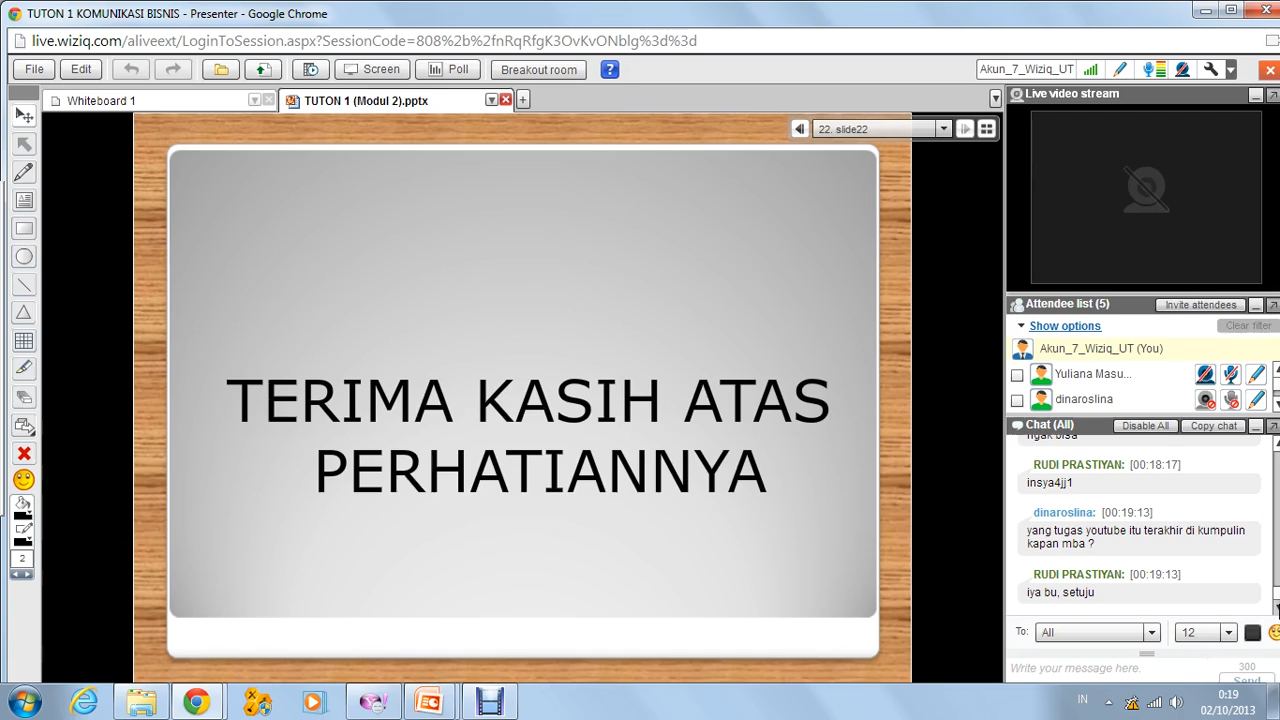 TUTON 1 KOMUNIKASI BISNIS - Presenter - Google Chrome
live.wiziq.com/aliveext/LoginToSession.aspx?SessionCode=808%2b%2fnRqRfgK3OvKvONblg%3d%3d
File Edit Screen Poll Breakout room ? Akun_7_Wiziq_UT
Whiteboard 1 TUTON 1 (Modul 2).pptx
22. slide22
TERIMA KASIH ATAS
PERHATIANNYA
2
Live video stream
Attendee list (5) Invite attendees
Show options Clear filter
Akun_7_Wiziq_UT (You)
Yuliana Masu...
dinaroslina
Chat (All) Disable All Copy chat
RUDI PRASTIYAN: [00:18:17]
insya4jj1
dinaroslina: [00:19:13]
yang tugas youtube itu terakhir di kumpulin
kapan mba ?
RUDI PRASTIYAN: [00:19:13]
iya bu, setuju
To: All 12
Write your message here. 300
Send
IN 0:19
02/10/2013